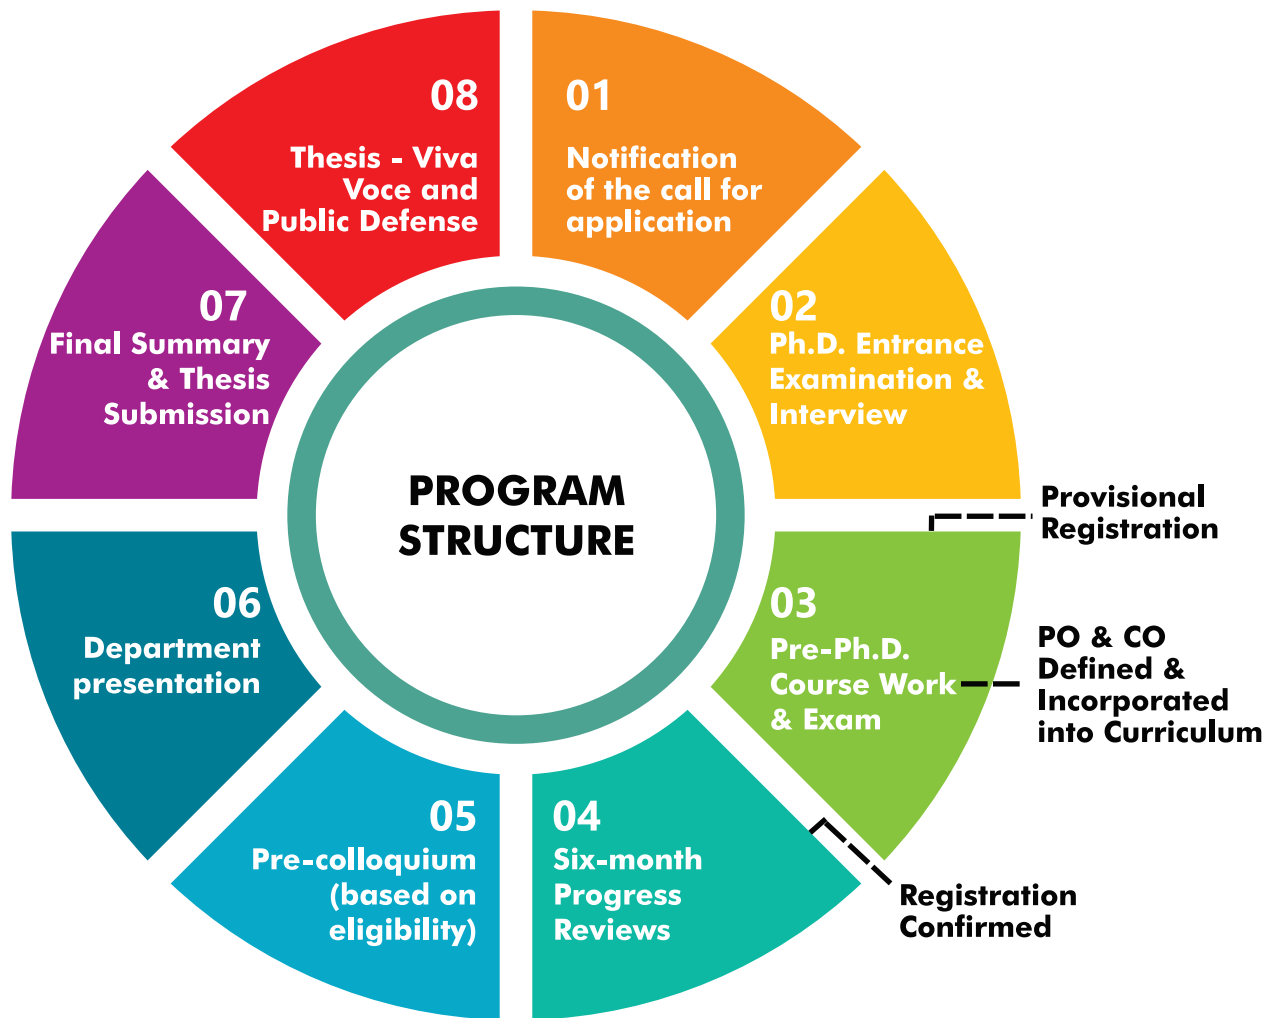 PROGRAM
STRUCTURE
01
Notification
of the call for
application
02
Ph.D. Entrance
Examination &
Interview
Provisional
Registration
03
Pre-Ph.D.
Course Work
& Exam
PO & CO
Defined &
Incorporated
into Curriculum
Registration
Confirmed
04
Six-month
Progress
Reviews
05
Pre-colloquium
(based on
eligibility)
06
Department
presentation
07
Final Summary
& Thesis
Submission
08
Thesis - Viva
Voce and
Public Defense